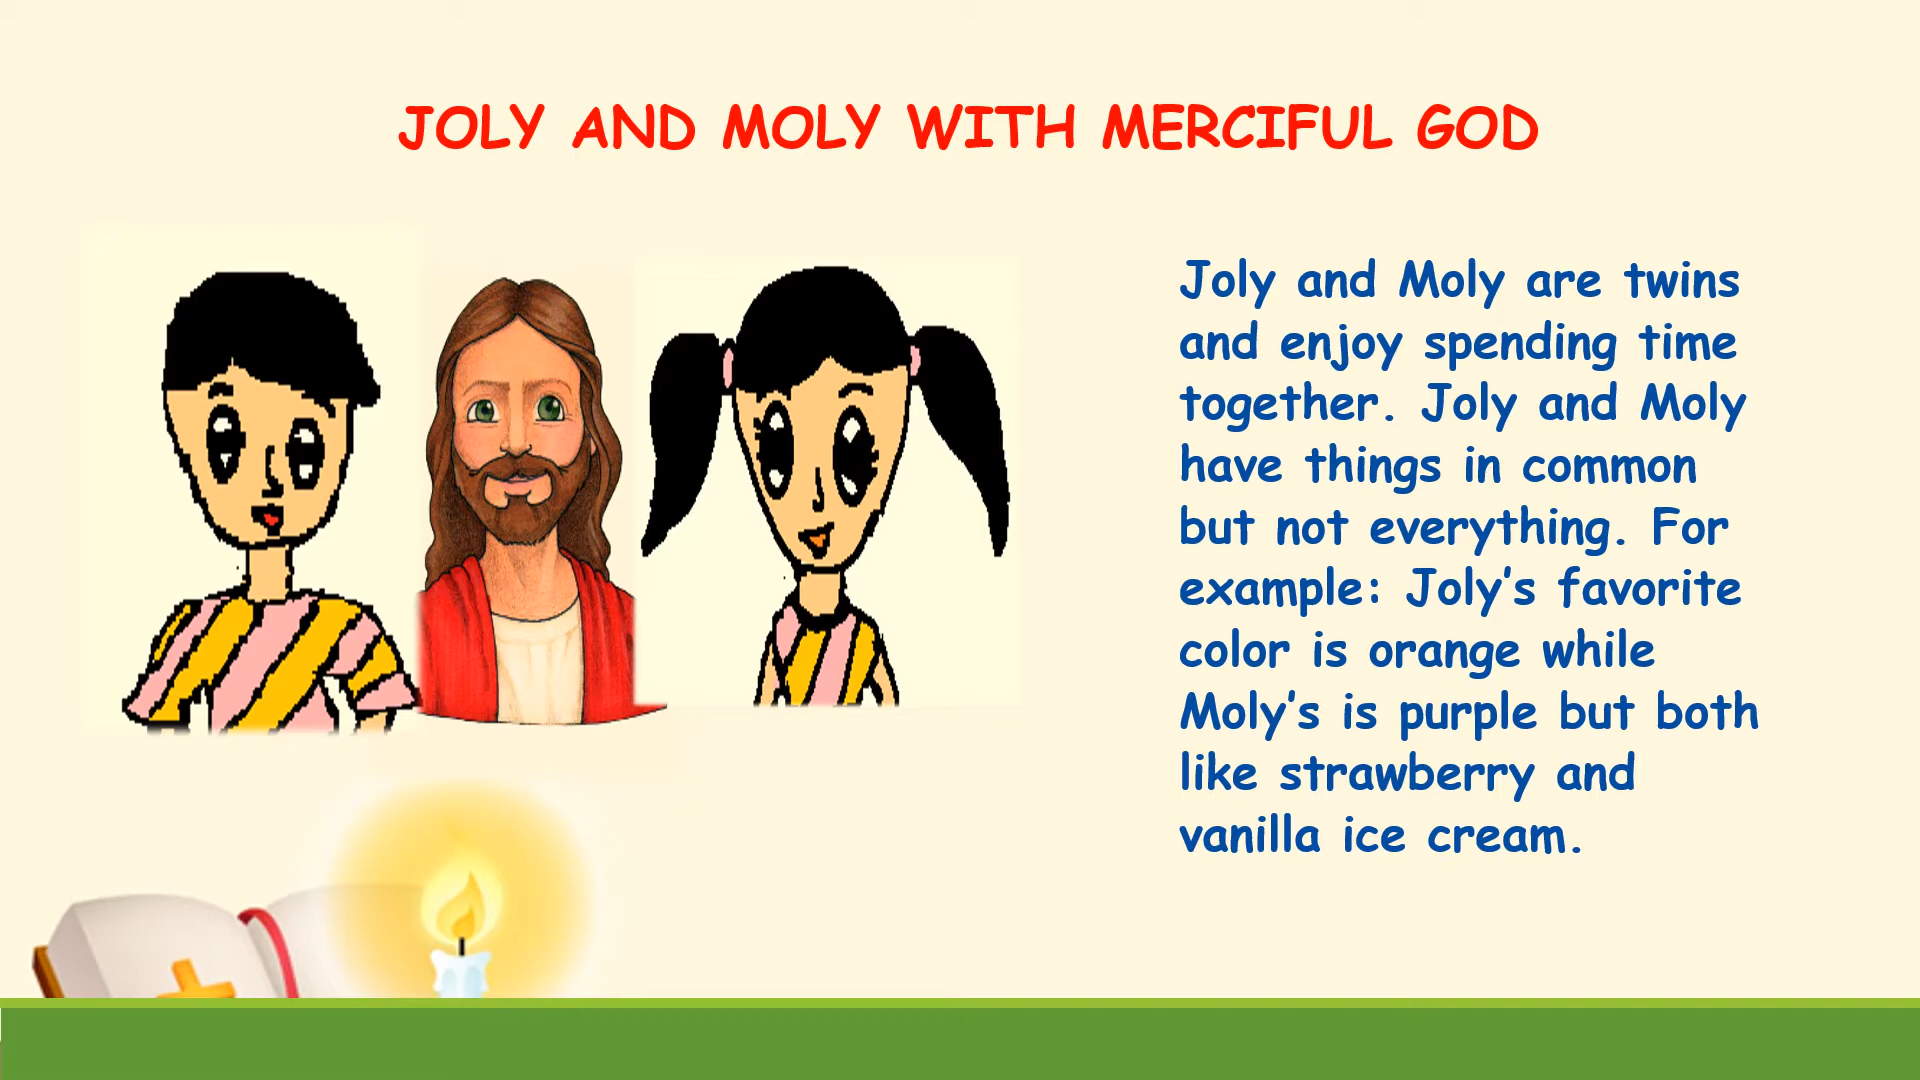 JOLY AND MOLY WITH MERCIFUL GOD
Joly and Moly are twins
and enjoy spending time
together. Joly and Moly
have things in common
but not everything. For
example: Joly's favorite
color is orange while
Moly's is purple but both
like strawberry and
vanilla ice cream.